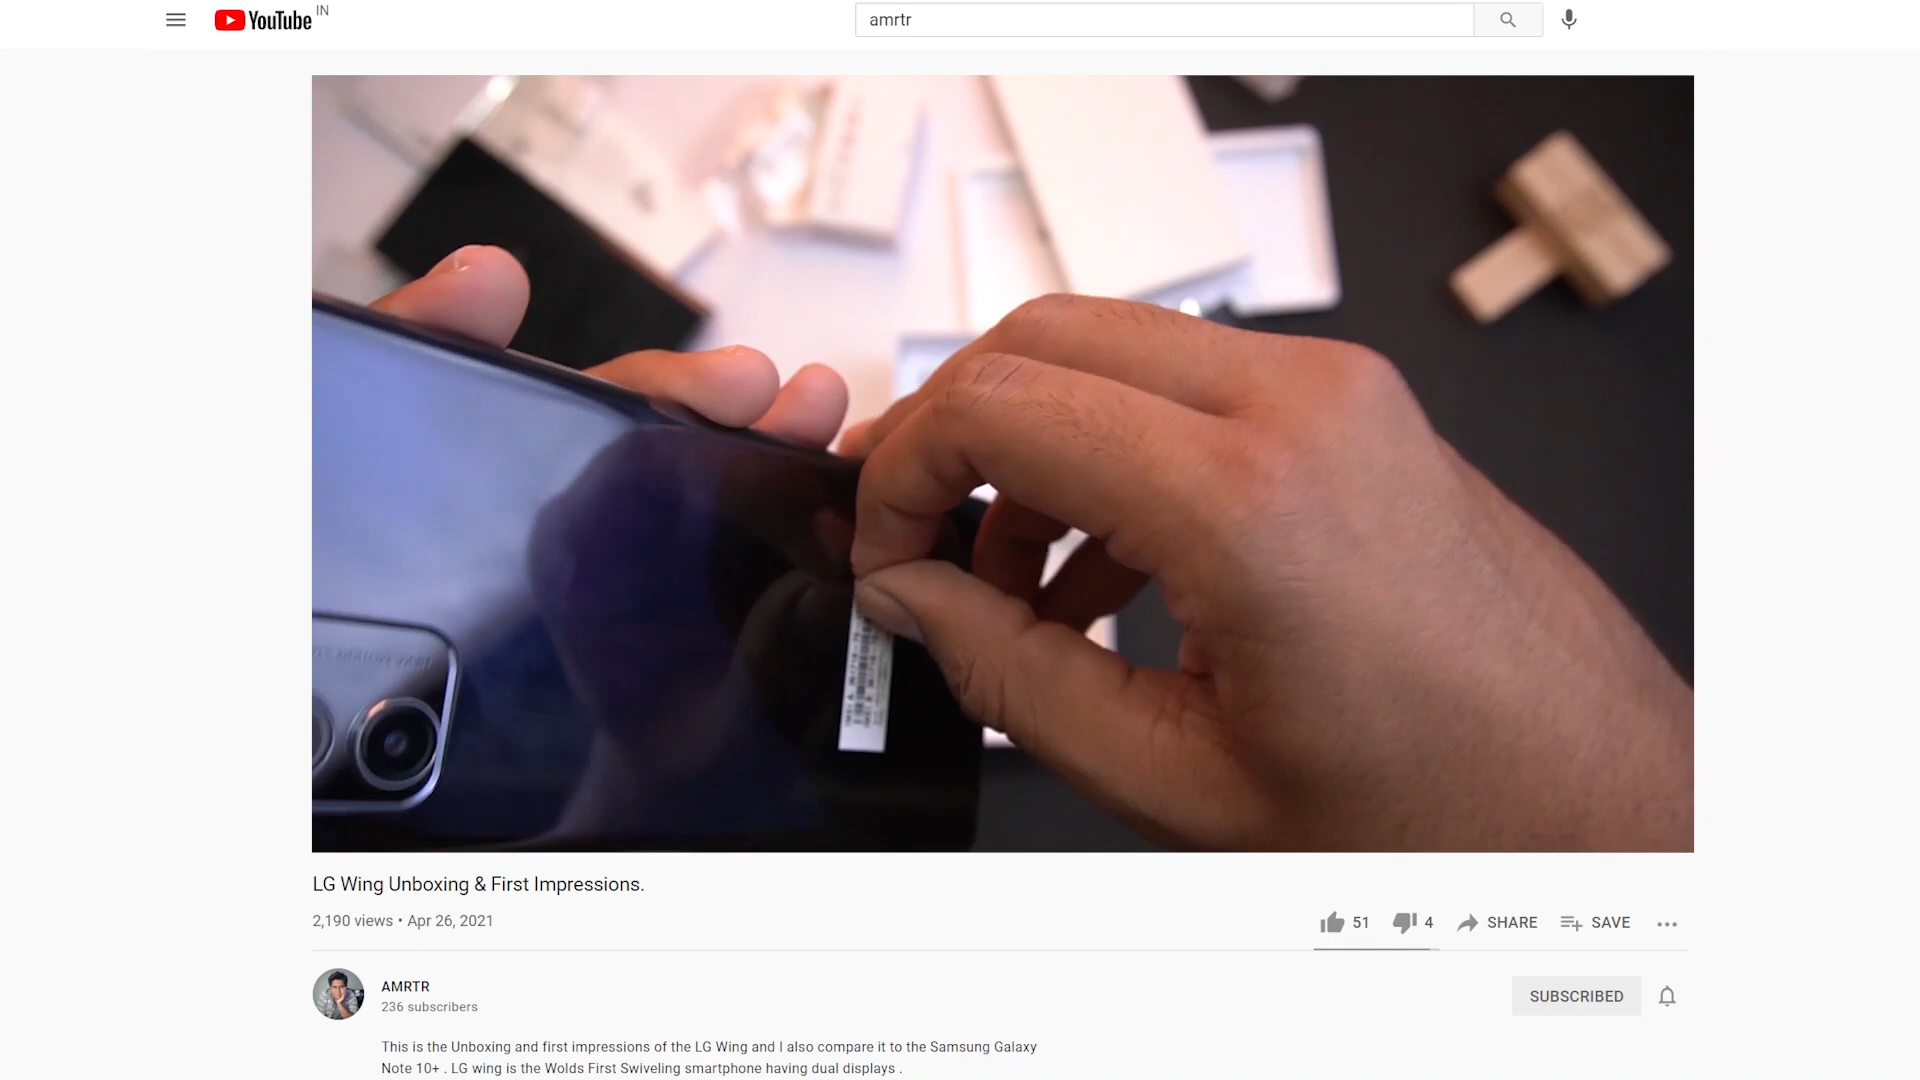 YouTube IN
amrtr
LG Wing Unboxing & First Impressions.
2,190 views • Apr 26, 2021
51
4
SHARE
SAVE
AMRTR
236 subscribers
SUBSCRIBED
This is the Unboxing and first impressions of the LG Wing and I also compare it to the Samsung Galaxy
Note 10+ . LG wing is the Wolds First Swiveling smartphone having dual displays .